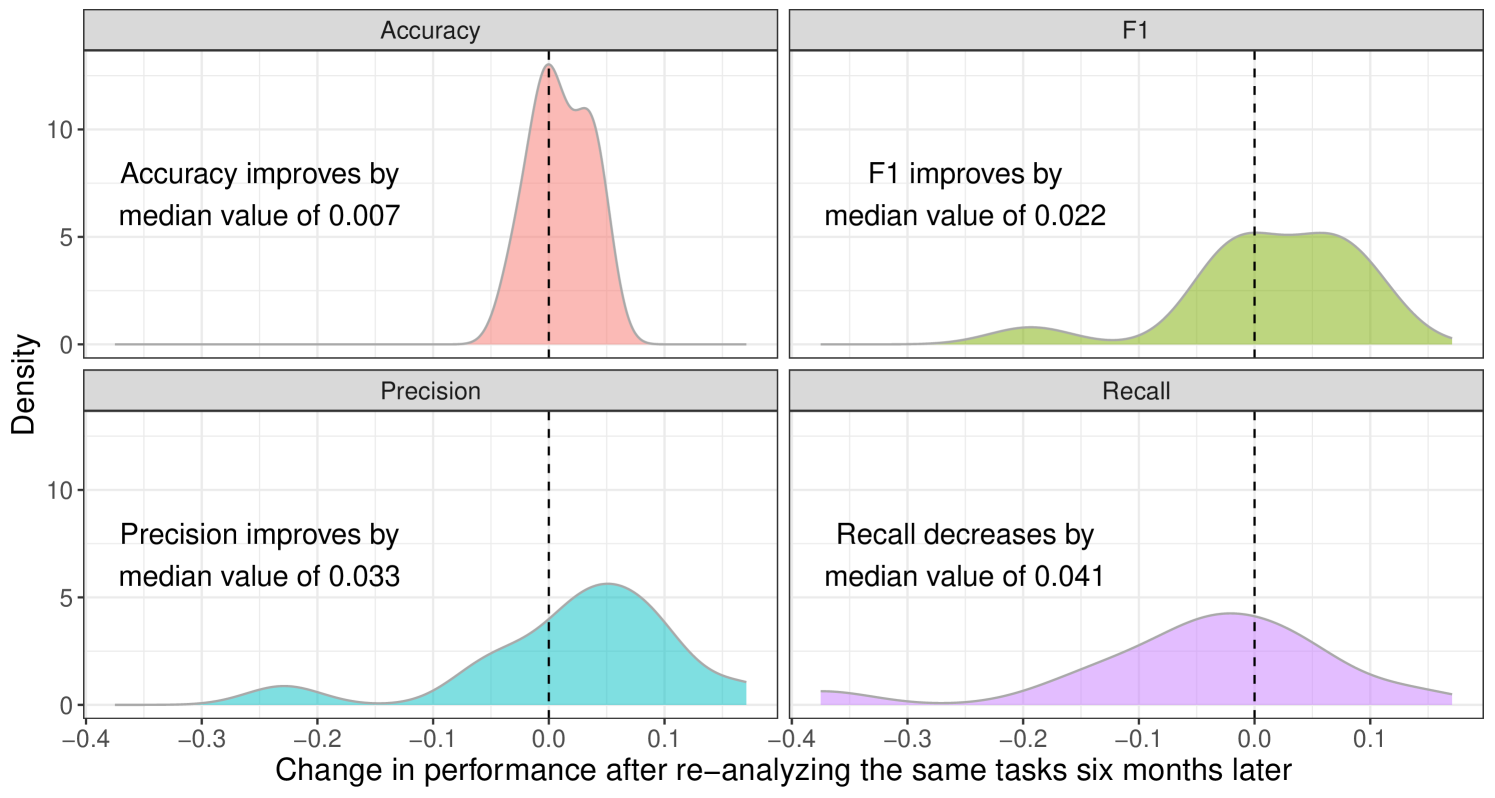 Accuracy
F1
10
5
0
Accuracy improves by
median value of 0.007
F1 improves by
median value of 0.022
Density
Precision
Recall
10
5
0
Precision improves by
median value of 0.033
Recall decreases by
median value of 0.041
−0.4 −0.3 −0.2 −0.1 0.0 0.1
−0.4 −0.3 −0.2 −0.1 0.0 0.1
Change in performance after re−analyzing the same tasks six months later